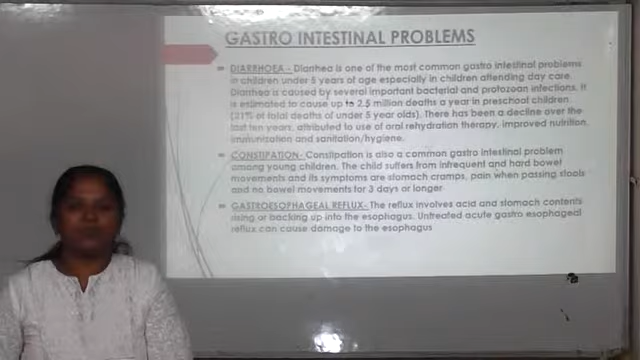 GASTRO INTESTINAL PROBLEMS
DIARRHOEA - Diarrhea is one of the most common gastro intestinal problems
in children under 5 years of age especially in children attending day care.
Diarrhea is caused by several important bacterial and protozoan infections. It
is estimated to cause up to 2.5 million deaths a year in preschool children
(21% of total deaths of under 5 year olds). There has been a decline over the
last ten years, attributed to use of oral rehydration therapy, improved nutrition,
immunization and sanitation/hygiene.
CONSTIPATION- Constipation is also a common gastro intestinal problem
among young children. The child suffers from infrequent and hard bowel
movements and its symptoms are stomach cramps, pain when passing stools
and no bowel movements for 3 days or longer
GASTROESOPHAGEAL REFLUX- The reflux involves acid and stomach contents
rising or backing up into the esophagus. Untreated acute gastro esophageal
reflux can cause damage to the esophagus